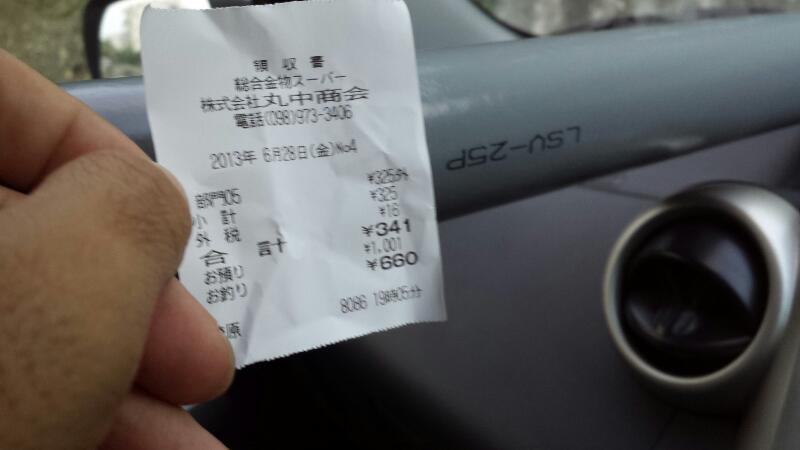 領収書
総合金物スーパー
株式会社丸中商会
電話(098)973-3406
2013年 6月28日(金)No4
部門05 ¥325外
小計 ¥325
外税 ¥16
合計 ¥341
お預り ¥1,001
お釣り ¥660
8086 19時05分
原
LSV-25P